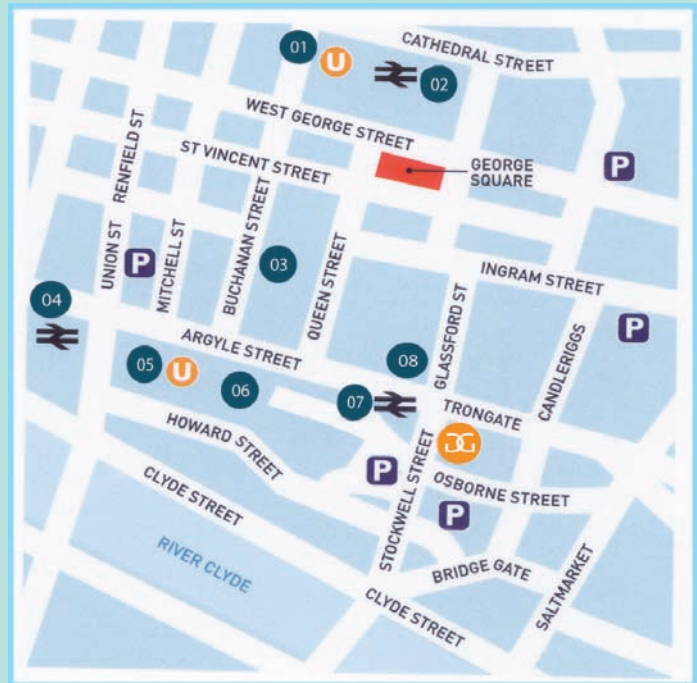 CATHEDRAL STREET
01
U
02
WEST GEORGE STREET
RENFIELD ST
ST VINCENT STREET
GEORGE
SQUARE
P
UNION ST
P
MITCHELL ST
BUCHANAN STREET
03
QUEEN STREET
INGRAM STREET
GLASSFORD ST
CANDLERIGGS
P
04
ARGYLE STREET
05
U
06
07
08
TRONGATE
HOWARD STREET
P
STOCKWELL STREET
OSBORNE STREET
P
CLYDE STREET
RIVER CLYDE
BRIDGE GATE
CLYDE STREET
SALTMARKET